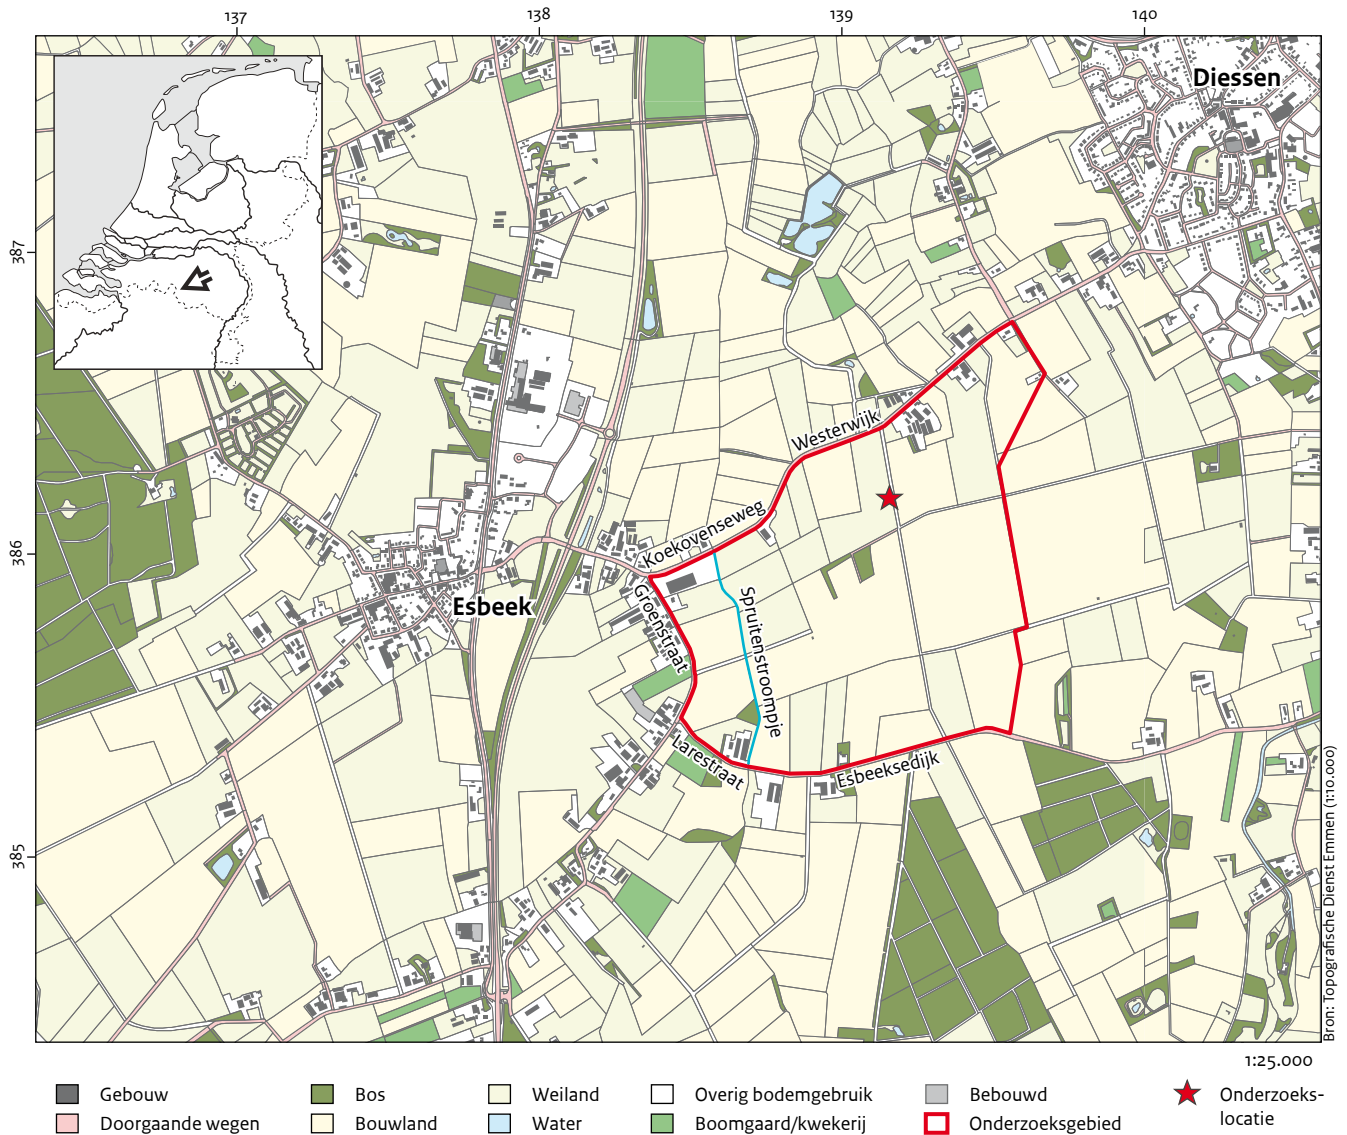 137
138
139
140
387
386
385
Diessen
Esbeek
Westerwijk
Koekovenseweg
Groenstraat
Spruitenstroompje
Larestraat
Esbeeksedijk
Bron: Topografische Dienst Emmen (1:10.000)
1:25.000
Gebouw
Doorgaande wegen
Bos
Bouwland
Weiland
Water
Overig bodemgebruik
Boomgaard/kwekerij
Bebouwd
Onderzoeksgebied
Onderzoeks-
locatie